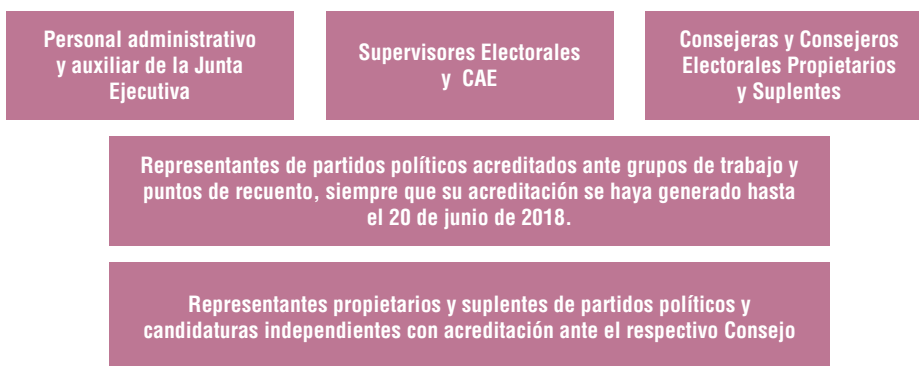 Personal administrativo
y auxiliar de la Junta
Ejecutiva
Supervisores Electorales
y CAE
Consejeras y Consejeros
Electorales Propietarios
y Suplentes
Representantes de partidos políticos acreditados ante grupos de trabajo y
puntos de recuento, siempre que su acreditación se haya generado hasta
el 20 de junio de 2018.
Representantes propietarios y suplentes de partidos políticos y
candidaturas independientes con acreditación ante el respectivo Consejo